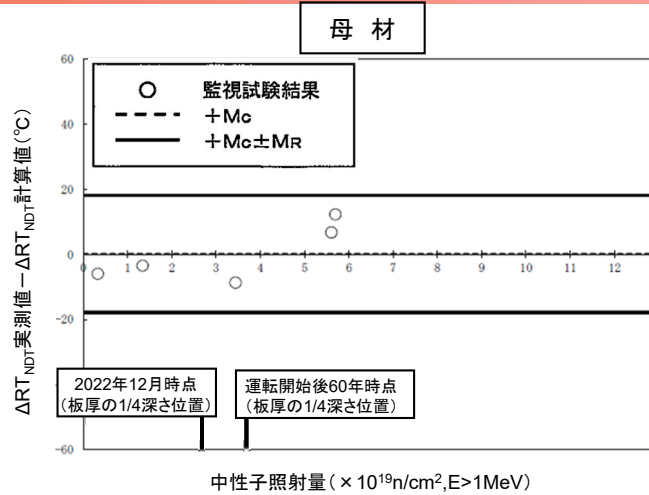 母 材
60
監視試験結果
+Mc
+Mc±MR
40
20
0
0 1 2 3 4 5 6 7 8 9 10 11 12
-20
2022年12月時点
(板厚の1/4深さ位置)
運転開始後60年時点
(板厚の1/4深さ位置)
-60
ΔRTNDT実測値-ΔRTNDT計算値(℃)
中性子照射量(×10¹⁹n/cm²,E>1MeV)